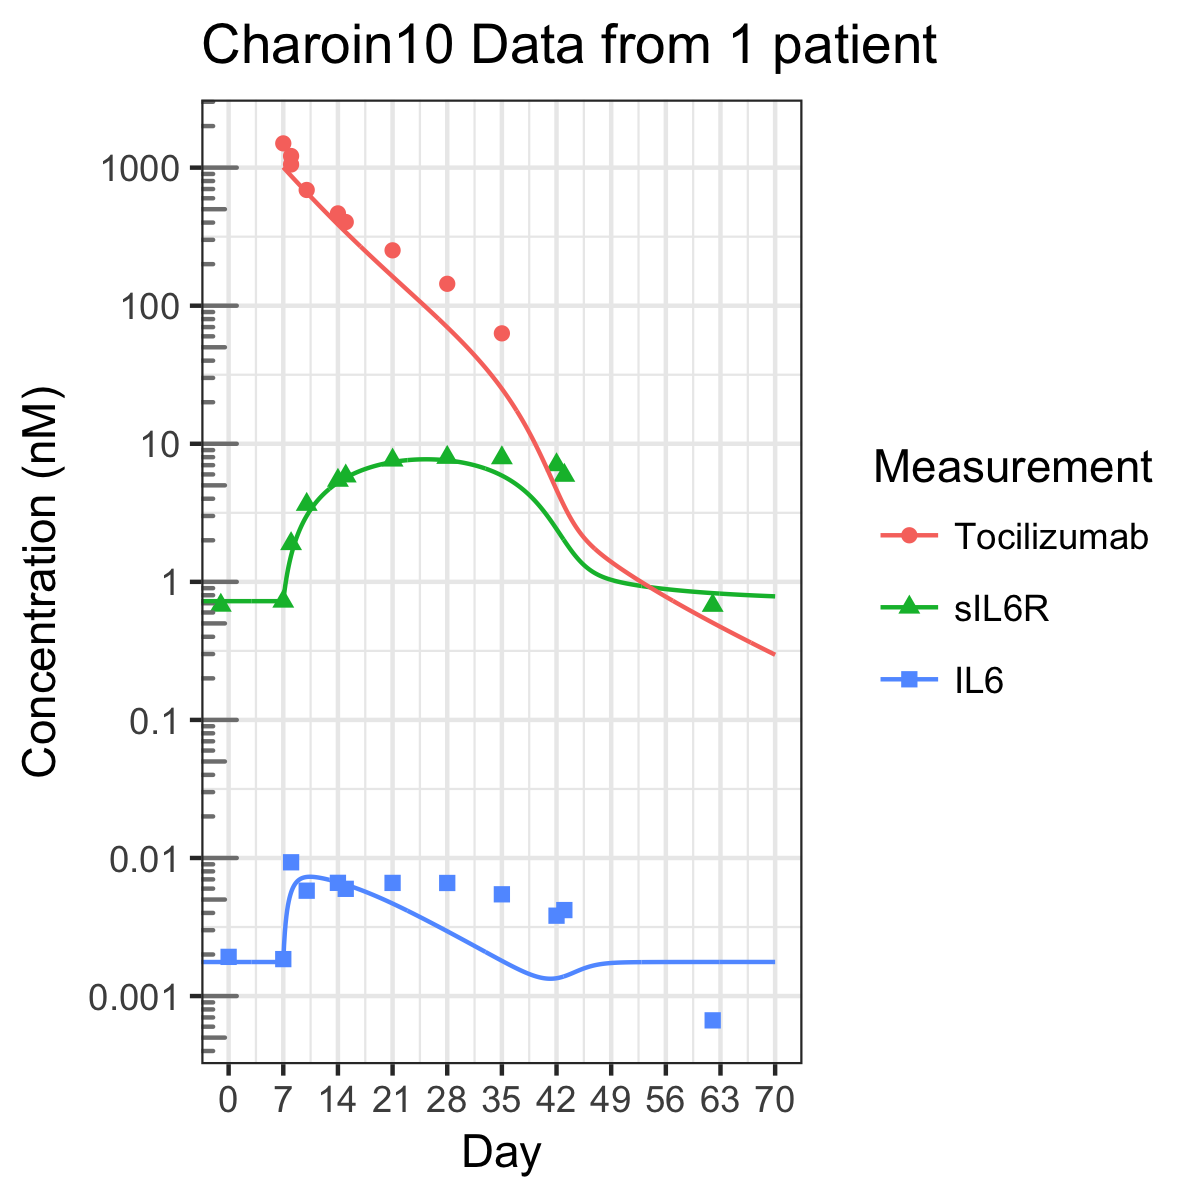 Charoin10 Data from 1 patient
Concentration (nM)
1000
100
10
1
0.1
0.01
0.001
0 7 14 21 28 35 42 49 56 63 70
Day
Measurement
Tocilizumab
sIL6R
IL6